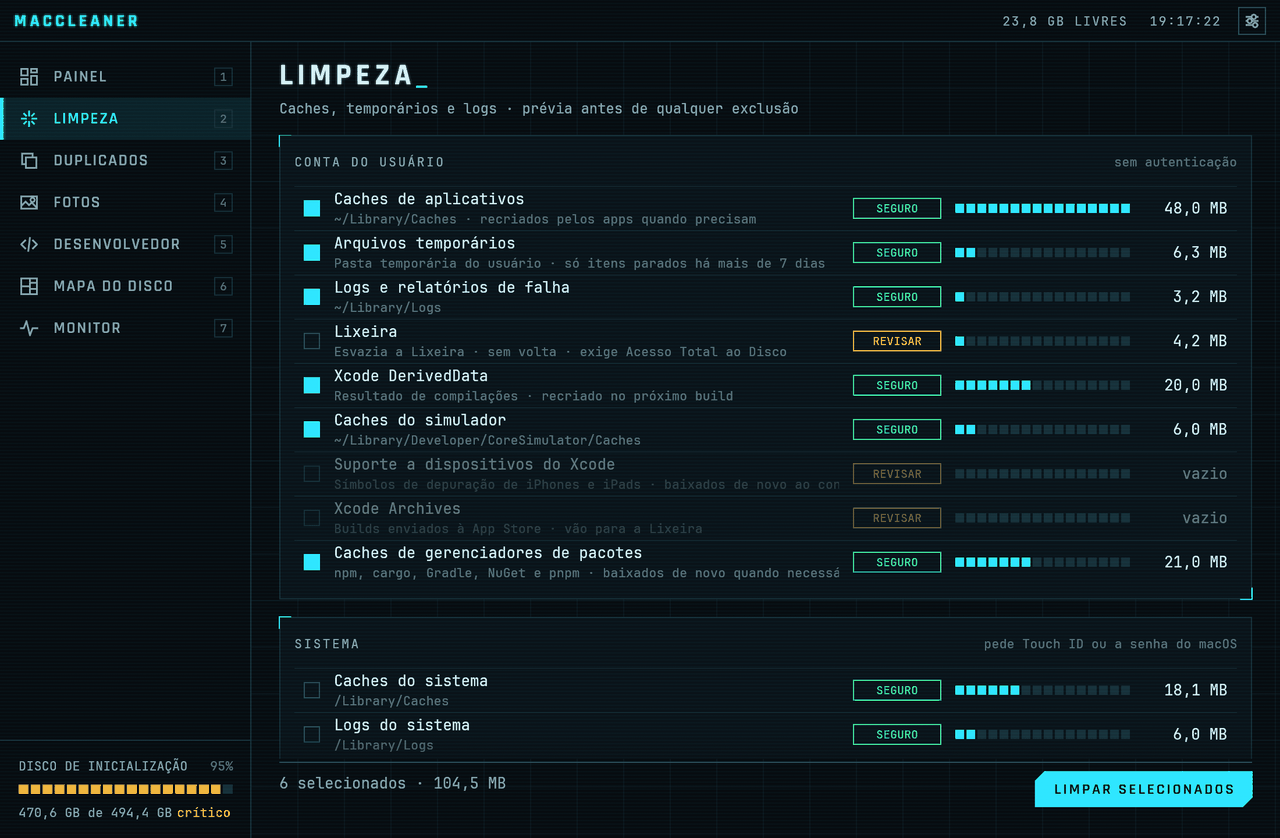 MACCLEANER
23,8 GB LIVRES 19:17:22
PAINEL 1
LIMPEZA 2
DUPLICADOS 3
FOTOS 4
DESENVOLVEDOR 5
MAPA DO DISCO 6
MONITOR 7
DISCO DE INICIALIZAÇÃO 95%
470,6 GB de 494,4 GB crítico
LIMPEZA_
Caches, temporários e logs · prévia antes de qualquer exclusão
CONTA DO USUÁRIO sem autenticação
Caches de aplicativos
~/Library/Caches · recriados pelos apps quando precisam
SEGURO 48,0 MB
Arquivos temporários
Pasta temporária do usuário · só itens parados há mais de 7 dias
SEGURO 6,3 MB
Logs e relatórios de falha
~/Library/Logs
SEGURO 3,2 MB
Lixeira
Esvazia a Lixeira · sem volta · exige Acesso Total ao Disco
REVISAR 4,2 MB
Xcode DerivedData
Resultado de compilações · recriado no próximo build
SEGURO 20,0 MB
Caches do simulador
~/Library/Developer/CoreSimulator/Caches
SEGURO 6,0 MB
Suporte a dispositivos do Xcode
Símbolos de depuração de iPhones e iPads · baixados de novo ao con
REVISAR vazio
Xcode Archives
Builds enviados à App Store · vão para a Lixeira
REVISAR vazio
Caches de gerenciadores de pacotes
npm, cargo, Gradle, NuGet e pnpm · baixados de novo quando necessá
SEGURO 21,0 MB
SISTEMA pede Touch ID ou a senha do macOS
Caches do sistema
/Library/Caches
SEGURO 18,1 MB
Logs do sistema
/Library/Logs
SEGURO 6,0 MB
6 selecionados · 104,5 MB
LIMPAR SELECIONADOS